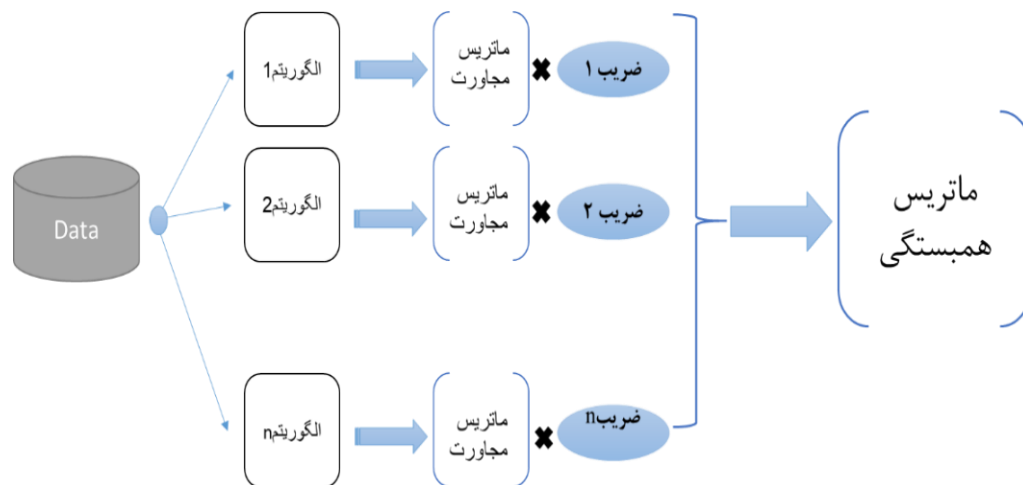 الگوریتم1
ماتریس
مجاورت
ضریب ۱
Data
الگوریتم2
ماتریس
مجاورت
ضریب ۲
ماتریس
همبستگی
الگوریتمn
ماتریس
مجاورت
ضریبn